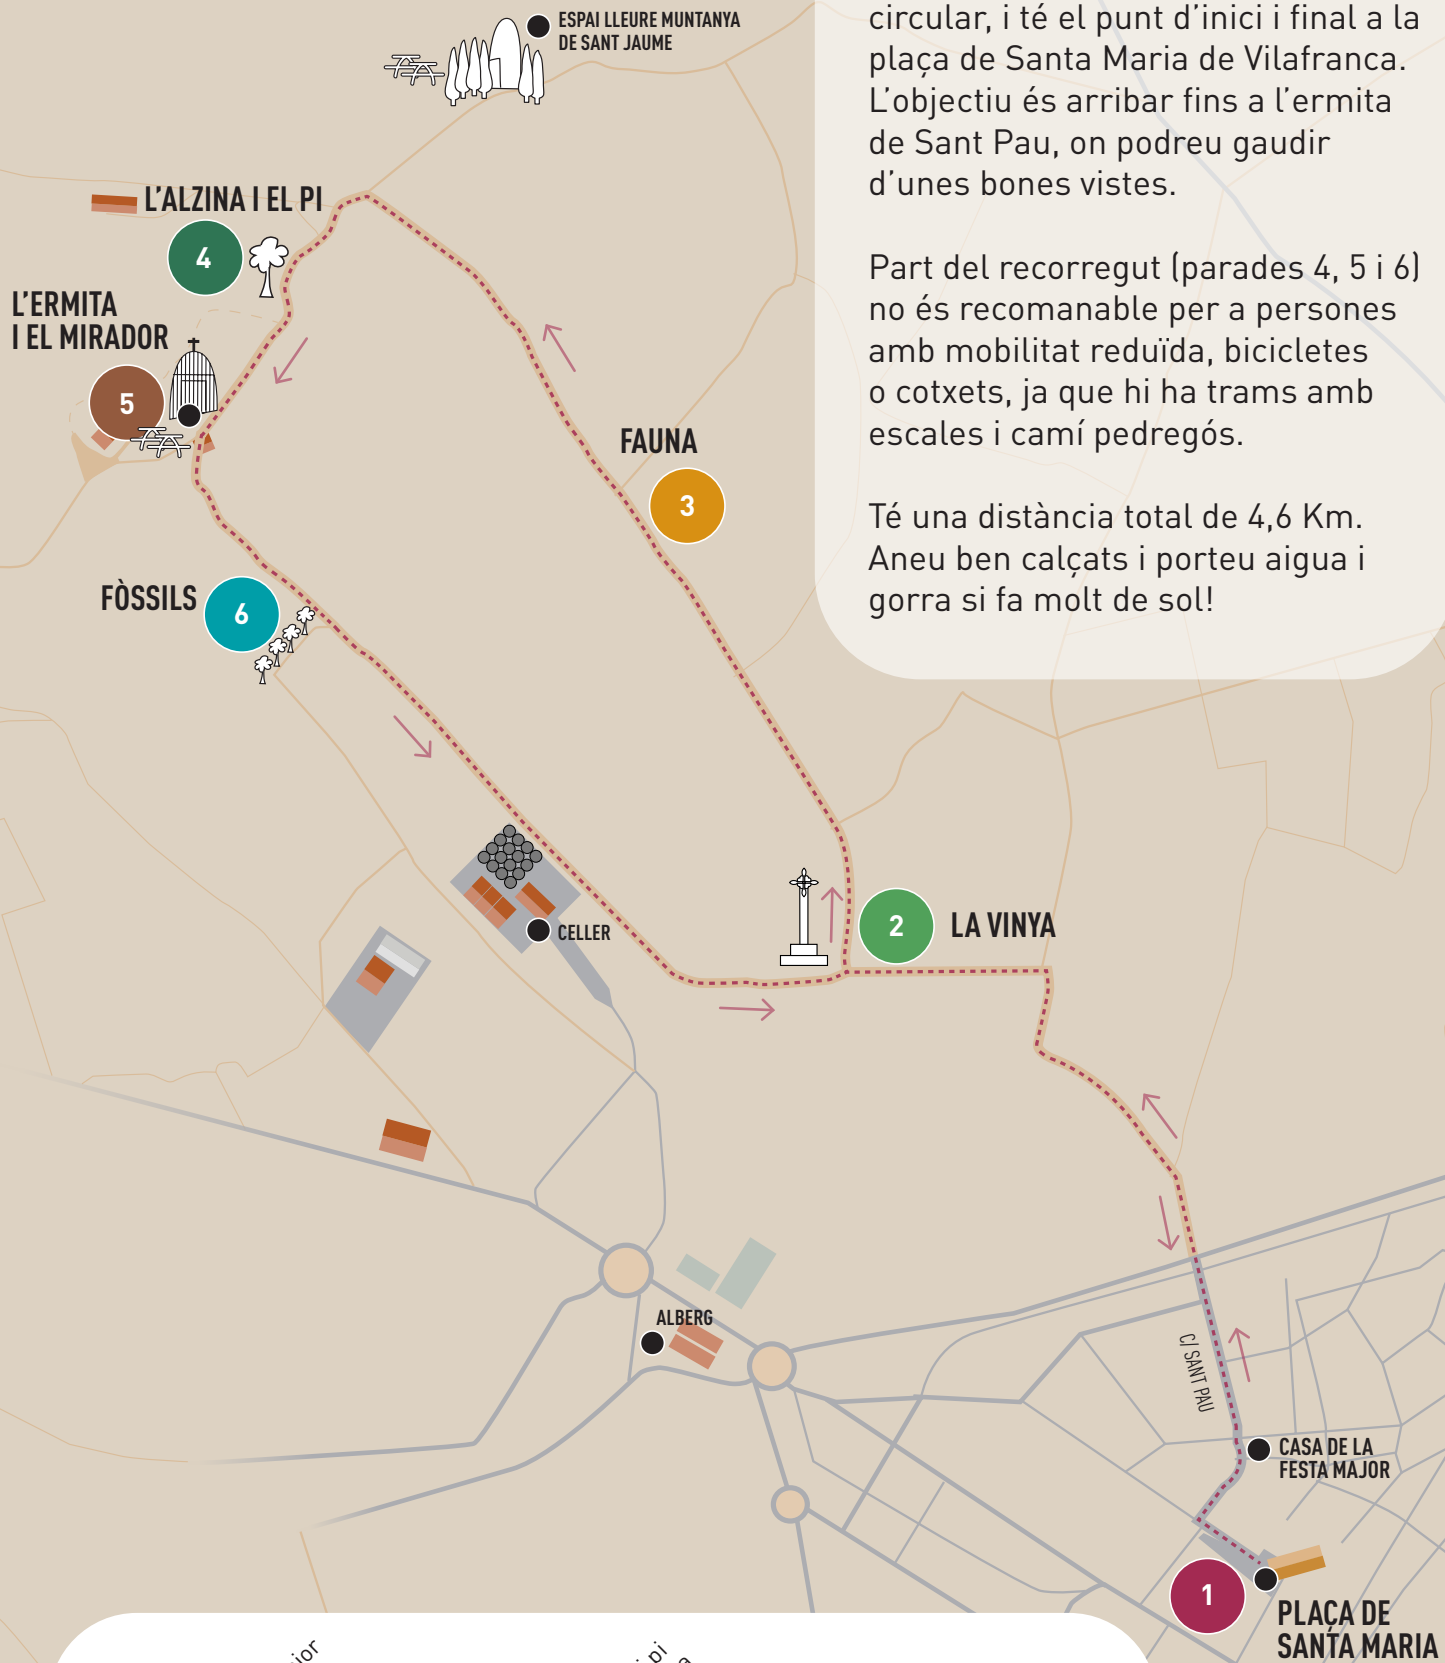 ESPAI LLEURE MUNTANYA
DE SANT JAUME
circular, i té el punt d'inici i final a la
plaça de Santa Maria de Vilafranca.
L'objectiu és arribar fins a l'ermita
de Sant Pau, on podreu gaudir
d'unes bones vistes.
Part del recorregut (parades 4, 5 i 6)
no és recomanable per a persones
amb mobilitat reduïda, bicicletes
o cotxets, ja que hi ha trams amb
escales i camí pedregós.
Té una distància total de 4,6 Km.
Aneu ben calçats i porteu aigua i
gorra si fa molt de sol!
L'ALZINA I EL PI
4
L'ERMITA
I EL MIRADOR
5
FAUNA
3
FÒSSILS
6
CELLER
2
LA VINYA
ALBERG
C/ SANT PAU
CASA DE LA
FESTA MAJOR
1
PLAÇA DE
SANTA MARIA
pi